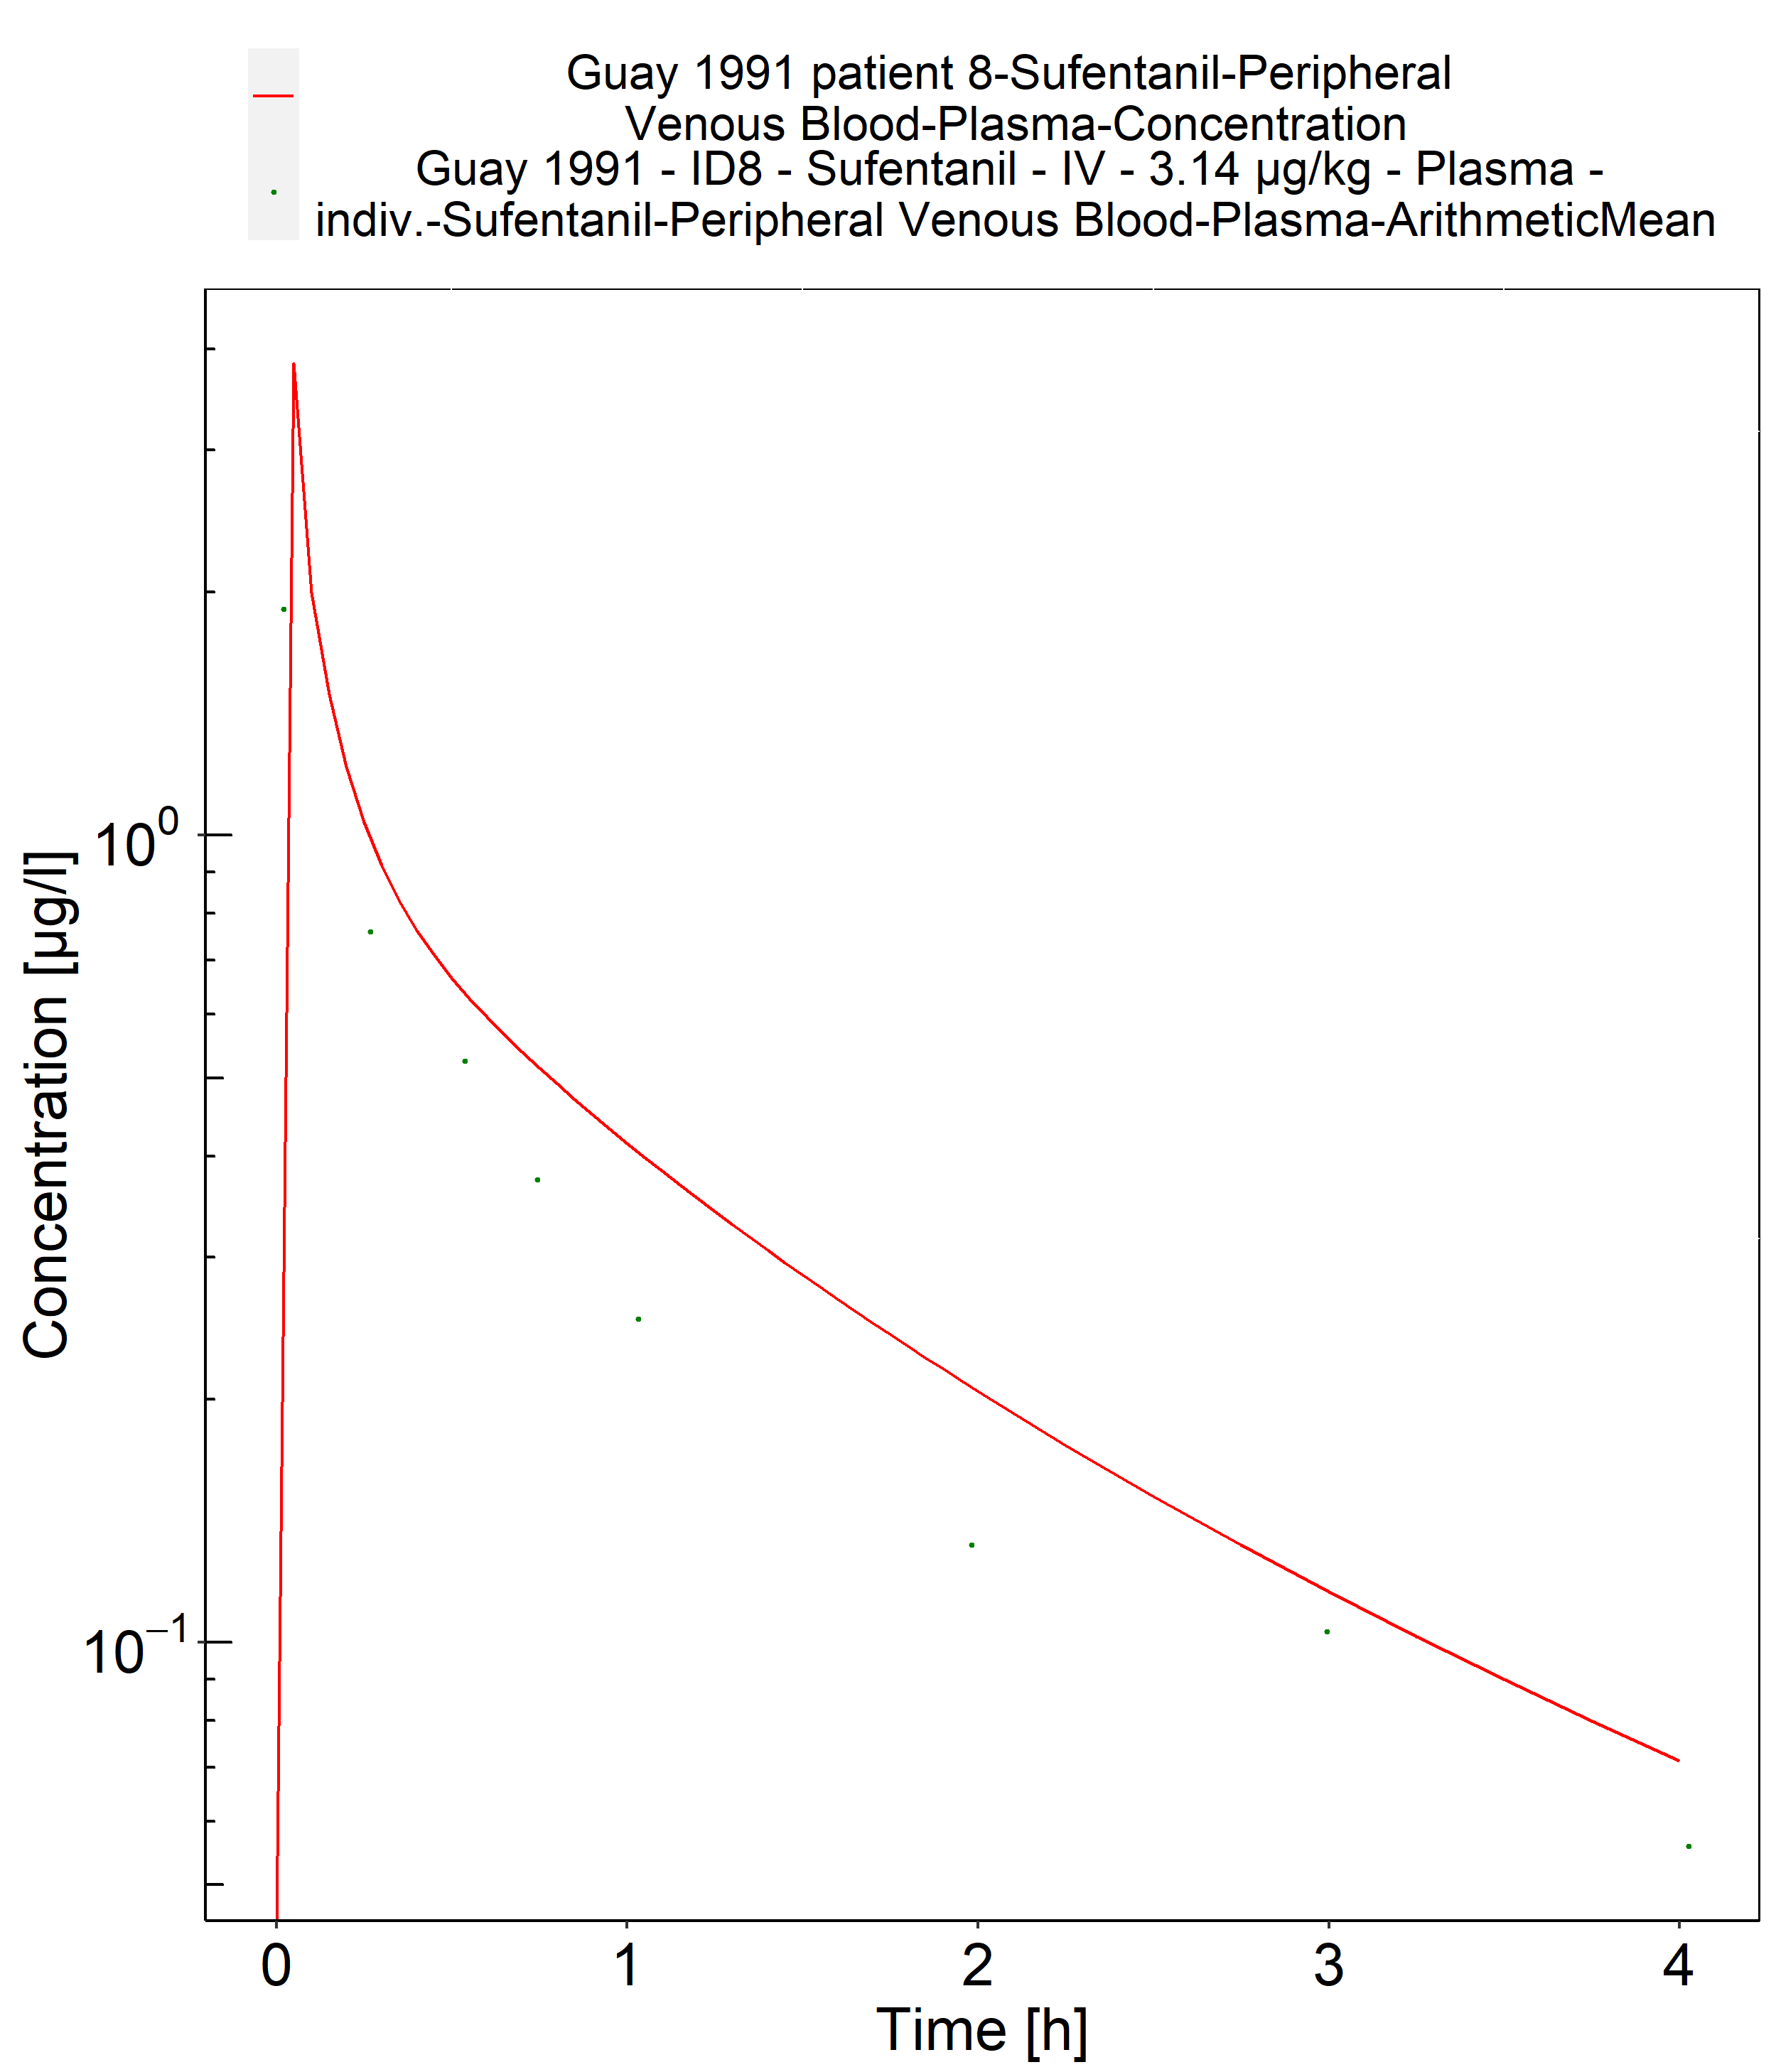 Guay 1991 patient 8-Sufentanil-Peripheral
Venous Blood-Plasma-Concentration
Guay 1991 - ID8 - Sufentanil - IV - 3.14 µg/kg - Plasma -
indiv.-Sufentanil-Peripheral Venous Blood-Plasma-ArithmeticMean
10⁰
10⁻¹
Concentration [µg/l]
0 1 2 3 4
Time [h]